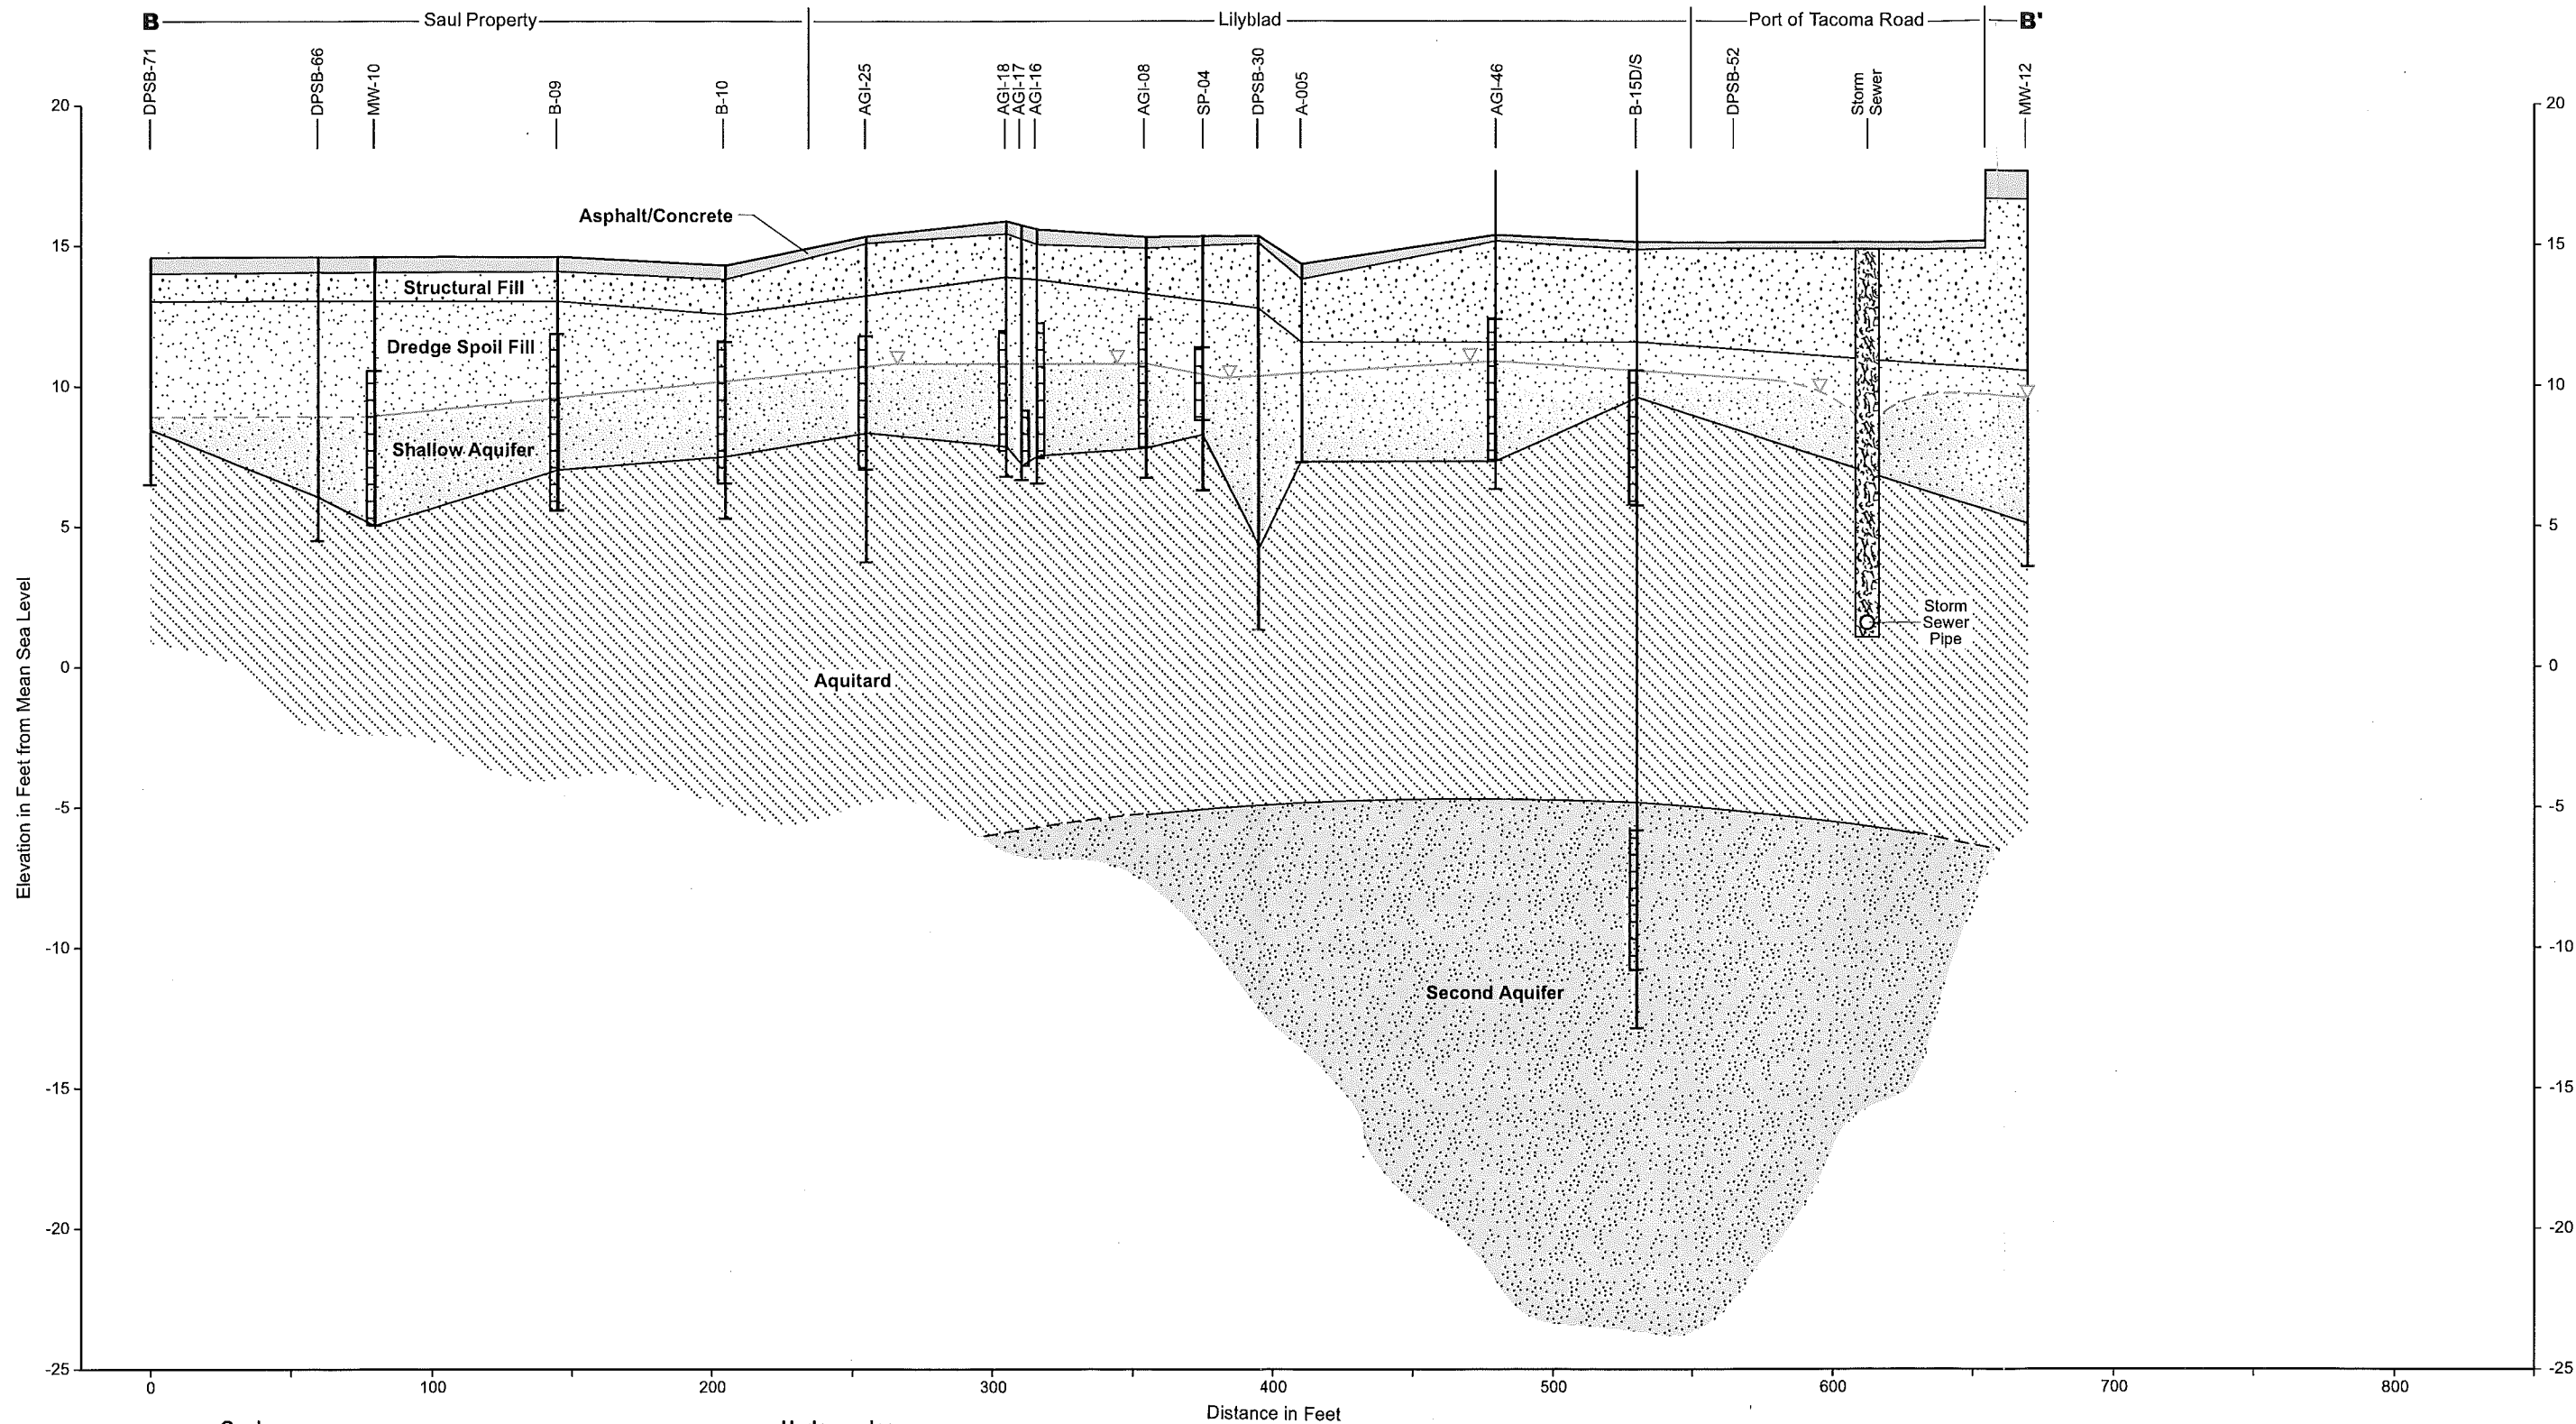 B Saul Property Lilyblad Port of Tacoma Road B'
DPSB-71
DPSB-66
MW-10
B-09
B-10
AGI-25
AGI-18
AGI-17
AGI-16
AGI-08
SP-04
DPSB-30
A-005
AGI-46
B-15D/S
DPSB-52
Storm
Sewer
MW-12
20 20
Asphalt/Concrete
15 15
Structural Fill
Dredge Spoil Fill
10 10
Shallow Aquifer
5 5
Storm
Sewer
Pipe
0 0
Aquitard
Elevation in Feet from Mean Sea Level
-5 -5
-10 -10
Second Aquifer
-15 -15
-20 -20
-25 -25
0 100 200 300 400 500 600 700 800
Distance in Feet